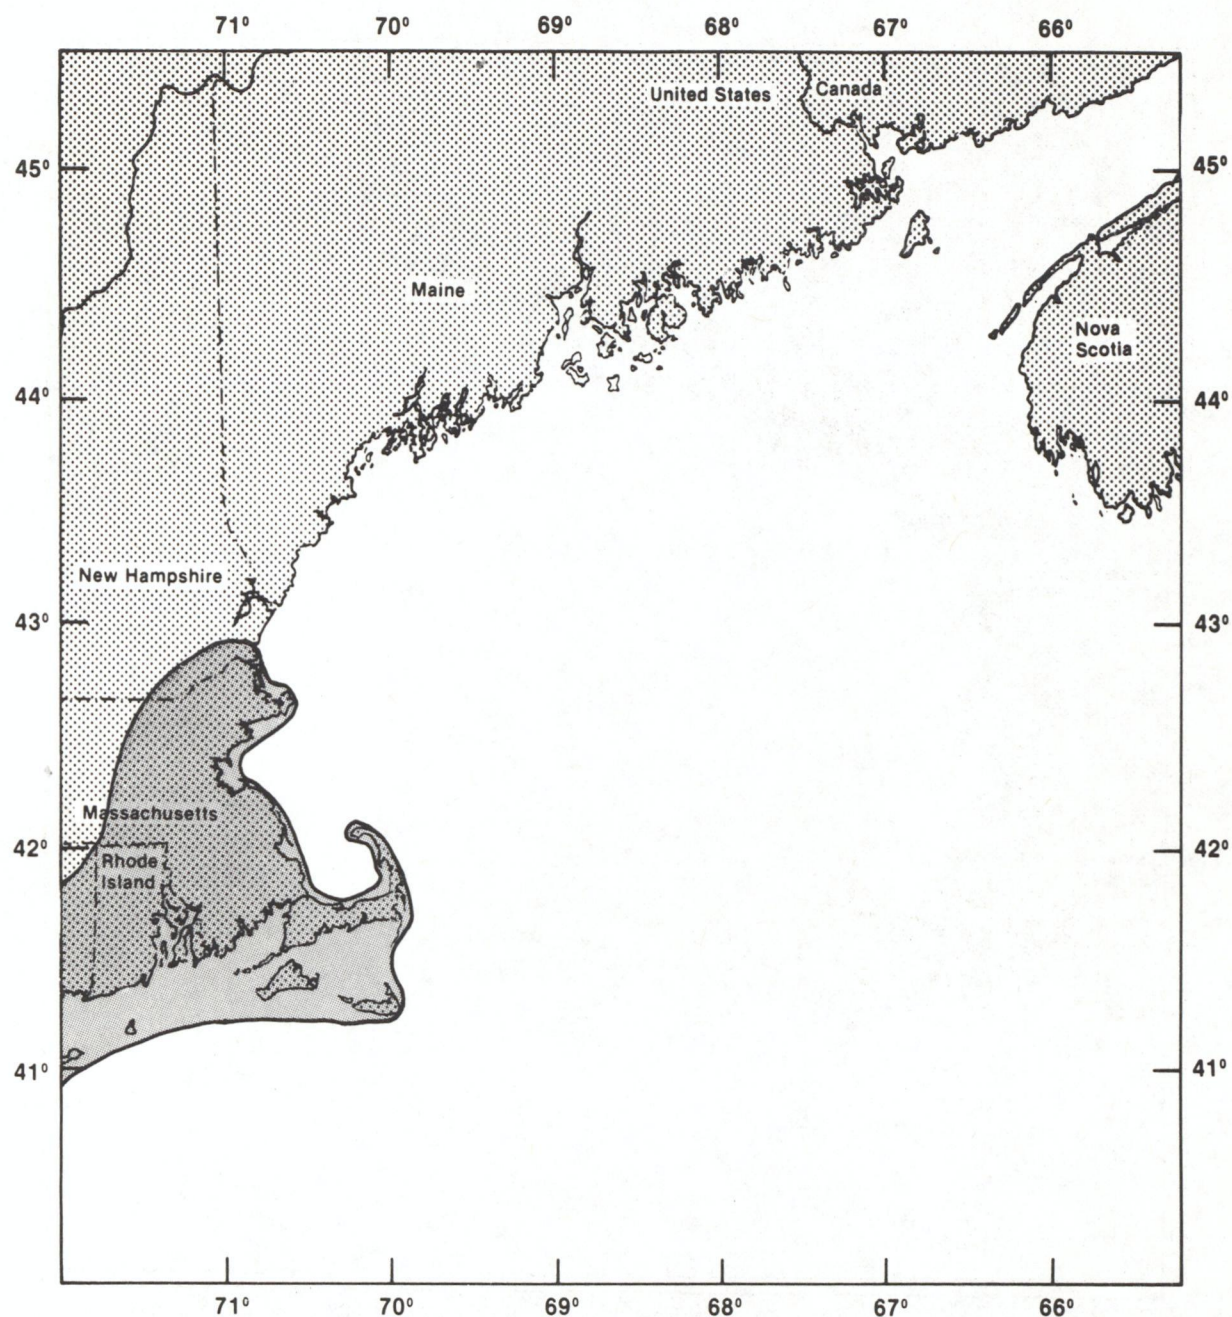 71° 70° 69° 68° 67° 66°
United States
Canada
45° 45°
Maine
Nova
Scotia
44° 44°
New Hampshire
43° 43°
Massachusetts
42° 42°
Rhode
Island
41° 41°
71° 70° 69° 68° 67° 66°